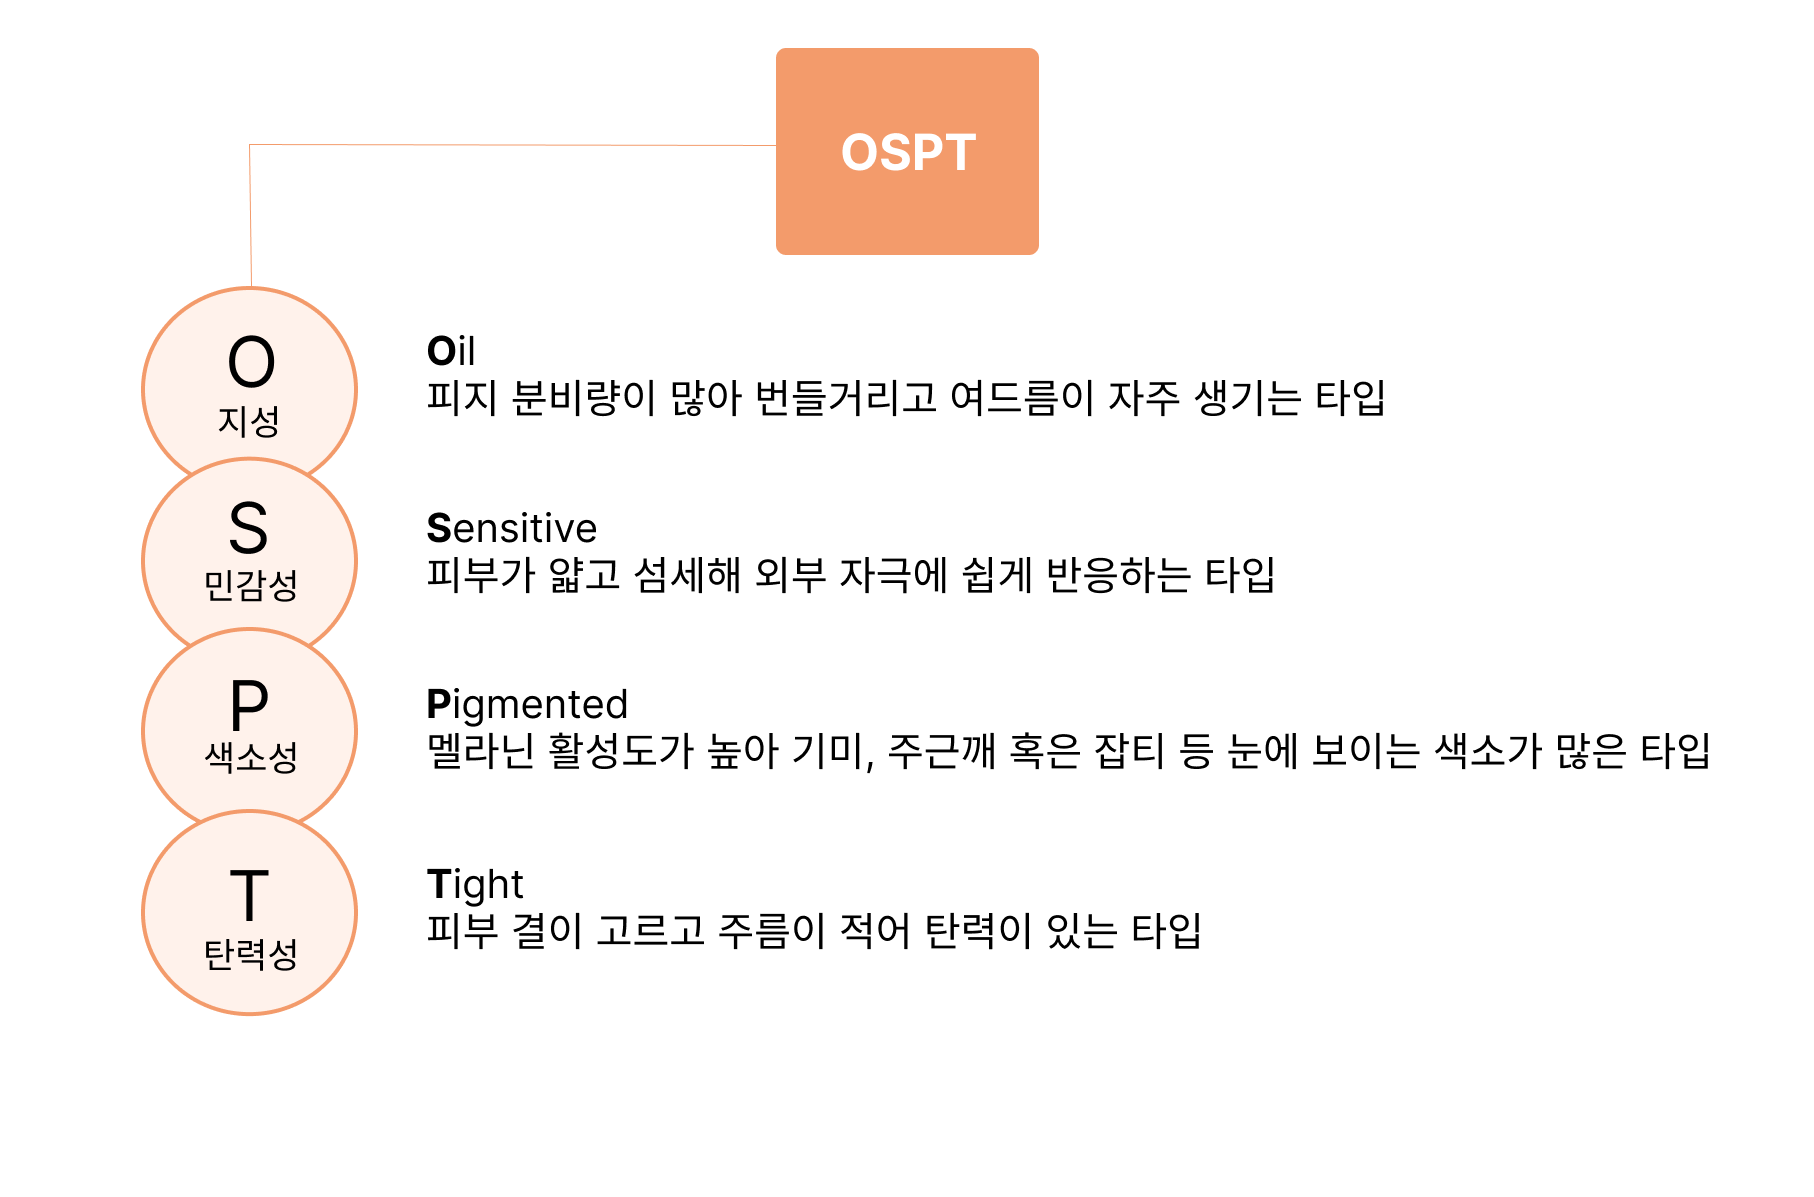 OSPT
O
지성
Oil
피지 분비량이 많아 번들거리고 여드름이 자주 생기는 타입
S
민감성
Sensitive
피부가 얇고 섬세해 외부 자극에 쉽게 반응하는 타입
P
색소성
Pigmented
멜라닌 활성도가 높아 기미, 주근깨 혹은 잡티 등 눈에 보이는 색소가 많은 타입
T
탄력성
Tight
피부 결이 고르고 주름이 적어 탄력이 있는 타입